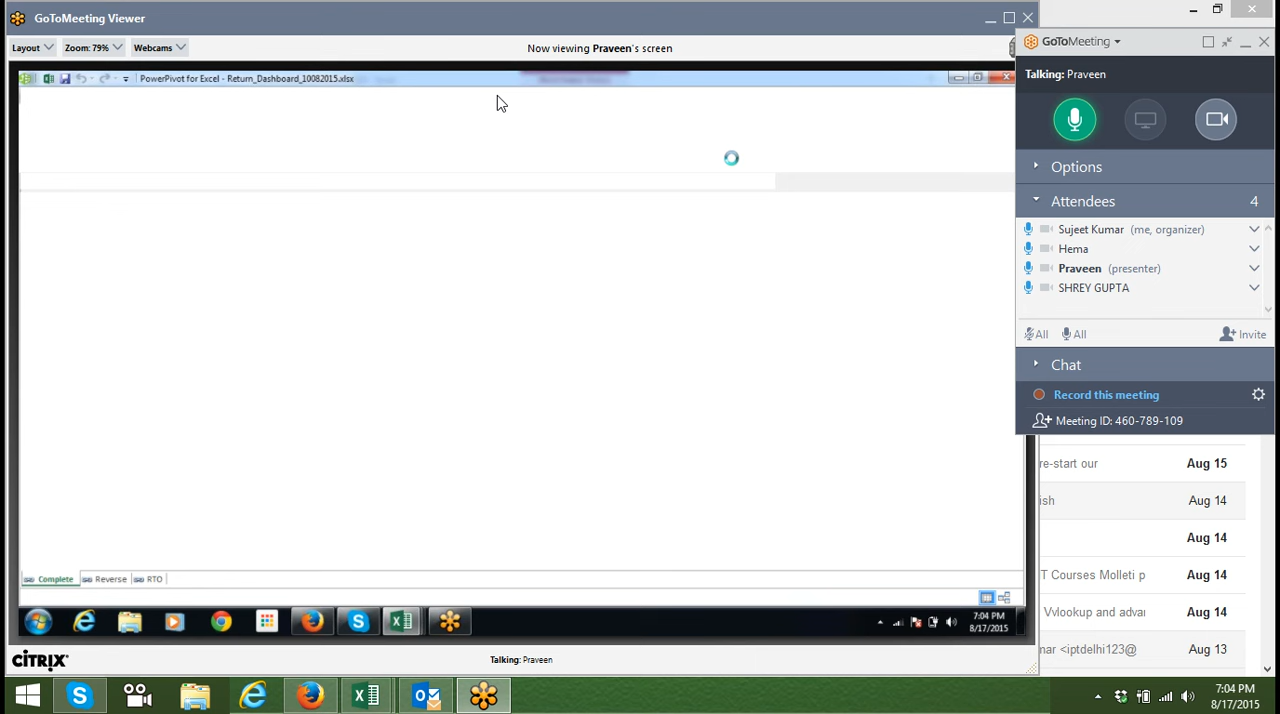 GoToMeeting Viewer
Layout Zoom: 79% Webcams
Now viewing Praveen's screen
PowerPivot for Excel - Return_Dashboard_10082015.xlsx
Complete Reverse RTO
7:04 PM
8/17/2015
CITRIX
Talking: Praveen
GoToMeeting
Talking: Praveen
Options
Attendees 4
Sujeet Kumar (me, organizer)
Hema
Praveen (presenter)
SHREY GUPTA
All All Invite
Chat
Record this meeting
Meeting ID: 460-789-109
re-start our Aug 15
ish Aug 14
Aug 14
T Courses Molleti p Aug 14
Vvlookup and advar Aug 14
mar <iptdelhi123@ Aug 13
7:04 PM
8/17/2015